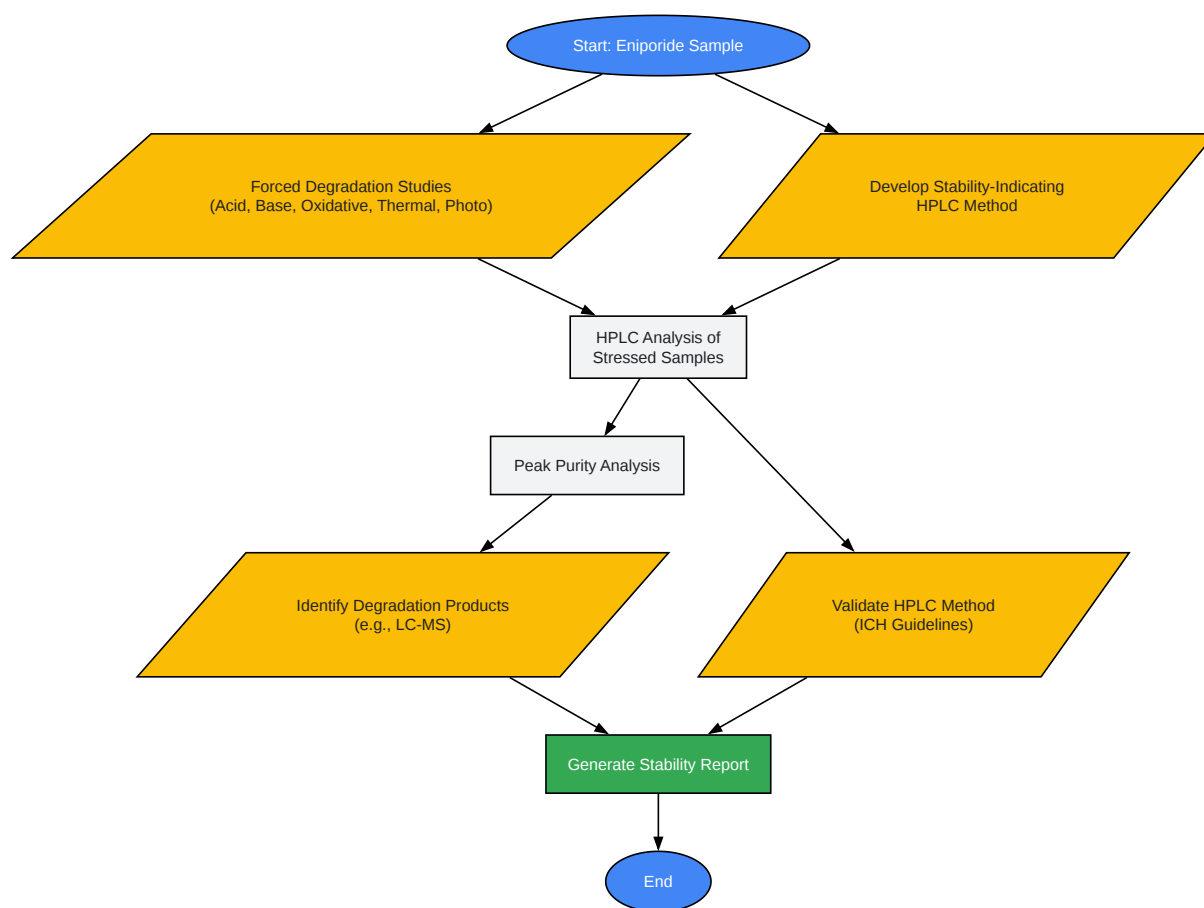 Start: Eniporide Sample
Forced Degradation Studies
(Acid, Base, Oxidative, Thermal, Photo)
Develop Stability-Indicating
HPLC Method
HPLC Analysis of
Stressed Samples
Peak Purity Analysis
Identify Degradation Products
(e.g., LC-MS)
Validate HPLC Method
(ICH Guidelines)
Generate Stability Report
End